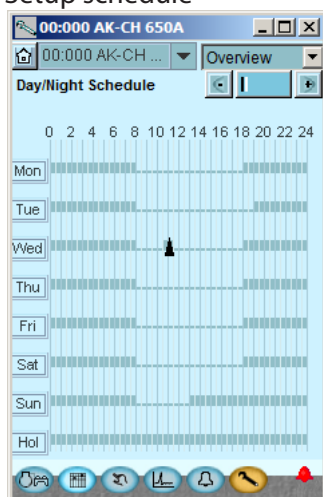 Setup schedule
00:000 AK-CH 650A
00:000 AK-CH ... Overview
Day/Night Schedule
0 2 4 6 8 10 12 14 16 18 20 22 24
Mon
Tue
Wed
Thu
Fri
Sat
Sun
Hol